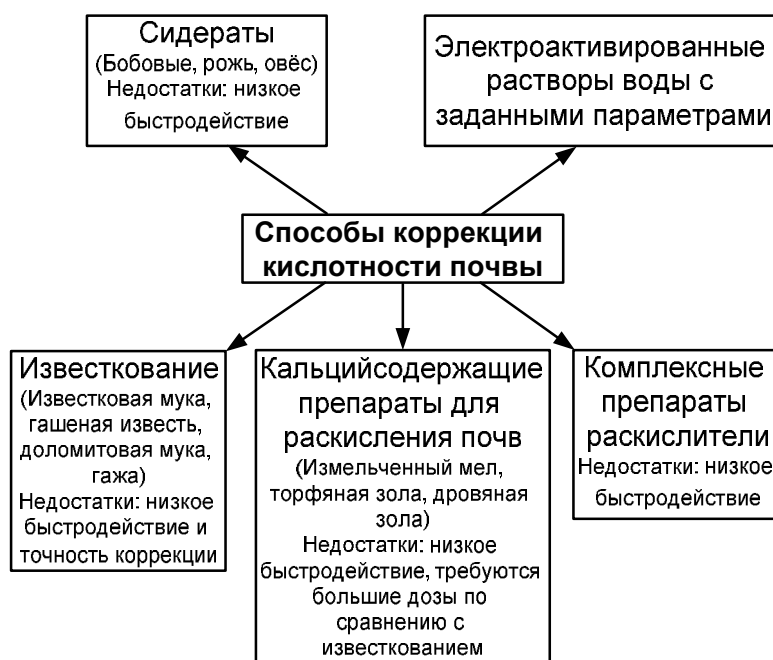 Сидераты
(Бобовые, рожь, овёс)
Недостатки: низкое
быстродействие
Электроактивированные
растворы воды с
заданными параметрами
Способы коррекции
кислотности почвы
Известкование
(Известковая мука,
гашеная известь,
доломитовая мука,
гажа)
Недостатки: низкое
быстродействие и
точность коррекции
Кальцийсодержащие
препараты для
раскисления почв
(Измельченный мел,
торфяная зола, дровяная
зола)
Недостатки: низкое
быстродействие, требуются
большие дозы по
сравнению с
известкованием
Комплексные
препараты
раскислители
Недостатки: низкое
быстродействие